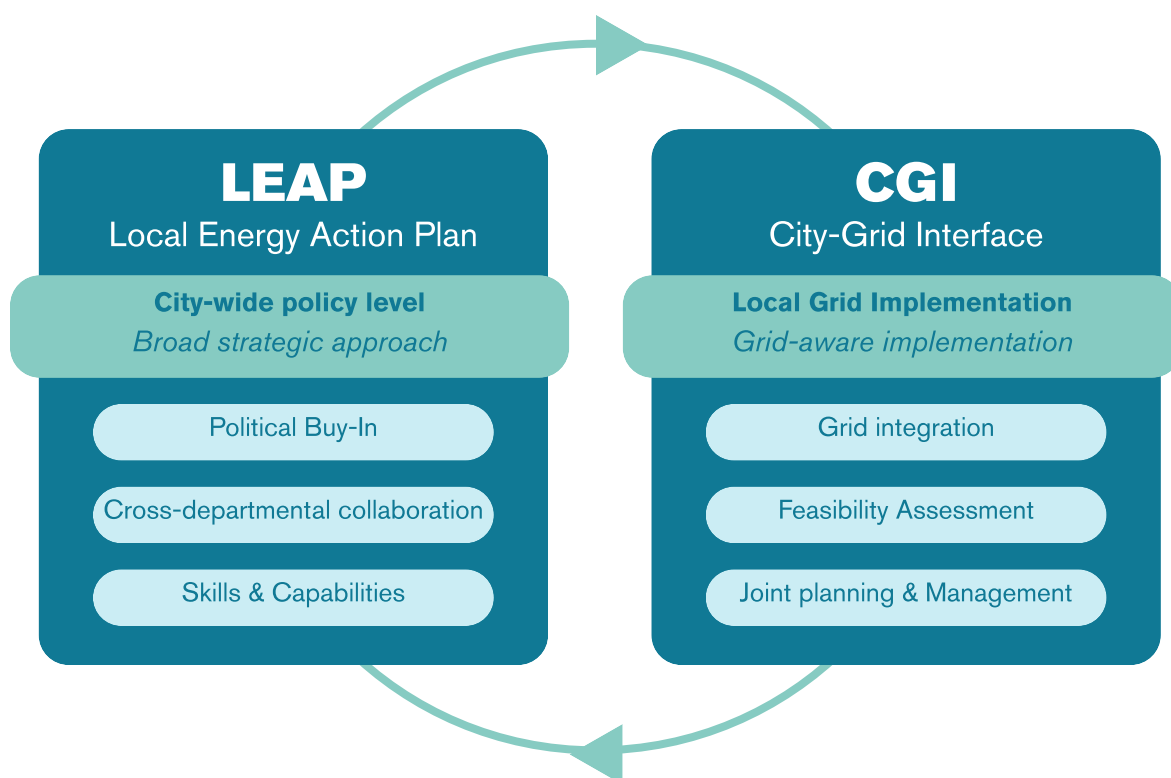 LEAP
Local Energy Action Plan
City-wide policy level
Broad strategic approach
Political Buy-In
Cross-departmental collaboration
Skills & Capabilities
CGI
City-Grid Interface
Local Grid Implementation
Grid-aware implementation
Grid integration
Feasibility Assessment
Joint planning & Management